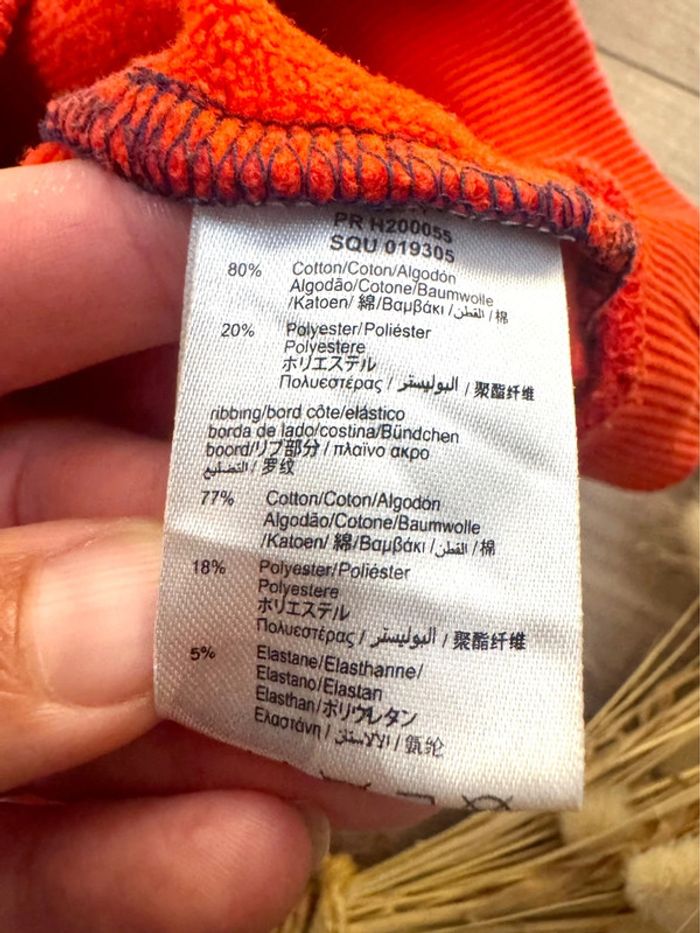 PR H200055
SQU 019305
80% Cotton/Coton/Algodón
Algodão/Cotone/Baumwolle
/Katoen/ 綿/Βαμβάκι /القطن / 棉
20% Polyester/Poliéster
Polyestere
ポリエステル
Πολυεστέρας / البوليستر / 聚酯纤维
ribbing/bord côte/elástico
borda de lado/costina/Bündchen
boord/リブ部分 / πλαϊνο ακρο
التضليع / 罗纹
77% Cotton/Coton/Algodón
Algodão/Cotone/Baumwolle
/Katoen/ 綿/Βαμβάκι /القطن / 棉
18% Polyester/Poliéster
Polyestere
ポリエステル
Πολυεστέρας / البوليستر / 聚酯纤维
5% Elastane/Elasthanne/
Elastano/Elastan
Elasthan/ポリウレタン
Ελαστάνη / / 氨纶